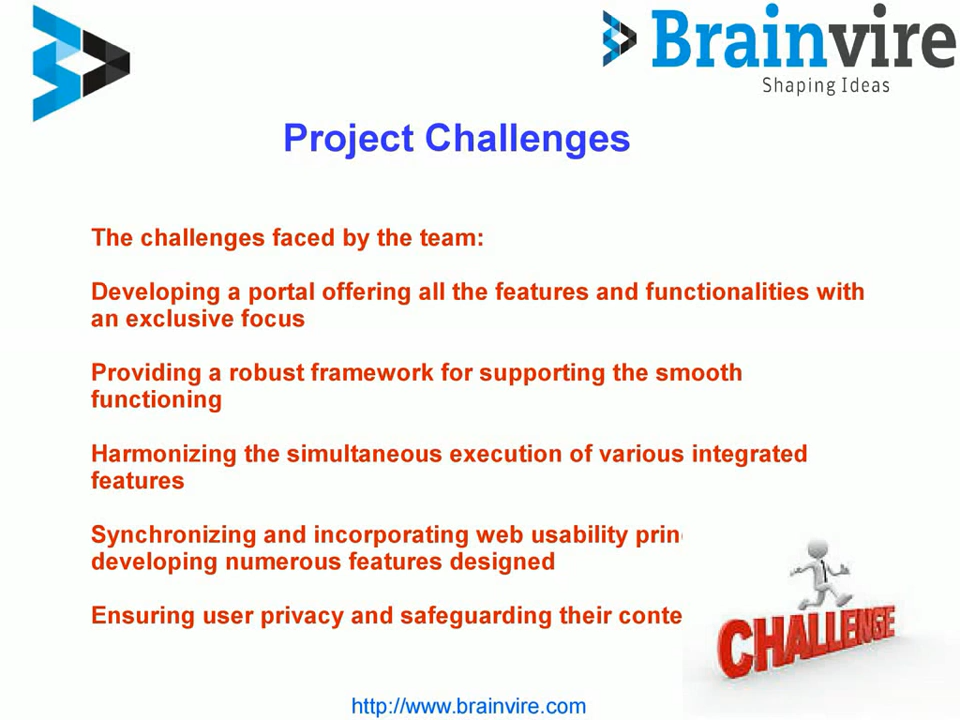 Brainvire
Shaping Ideas
Project Challenges
The challenges faced by the team:
Developing a portal offering all the features and functionalities with
an exclusive focus
Providing a robust framework for supporting the smooth
functioning
Harmonizing the simultaneous execution of various integrated
features
Synchronizing and incorporating web usability
developing numerous features designed
Ensuring user privacy and safeguarding their
CHALLENGE
http://www.brainvire.com